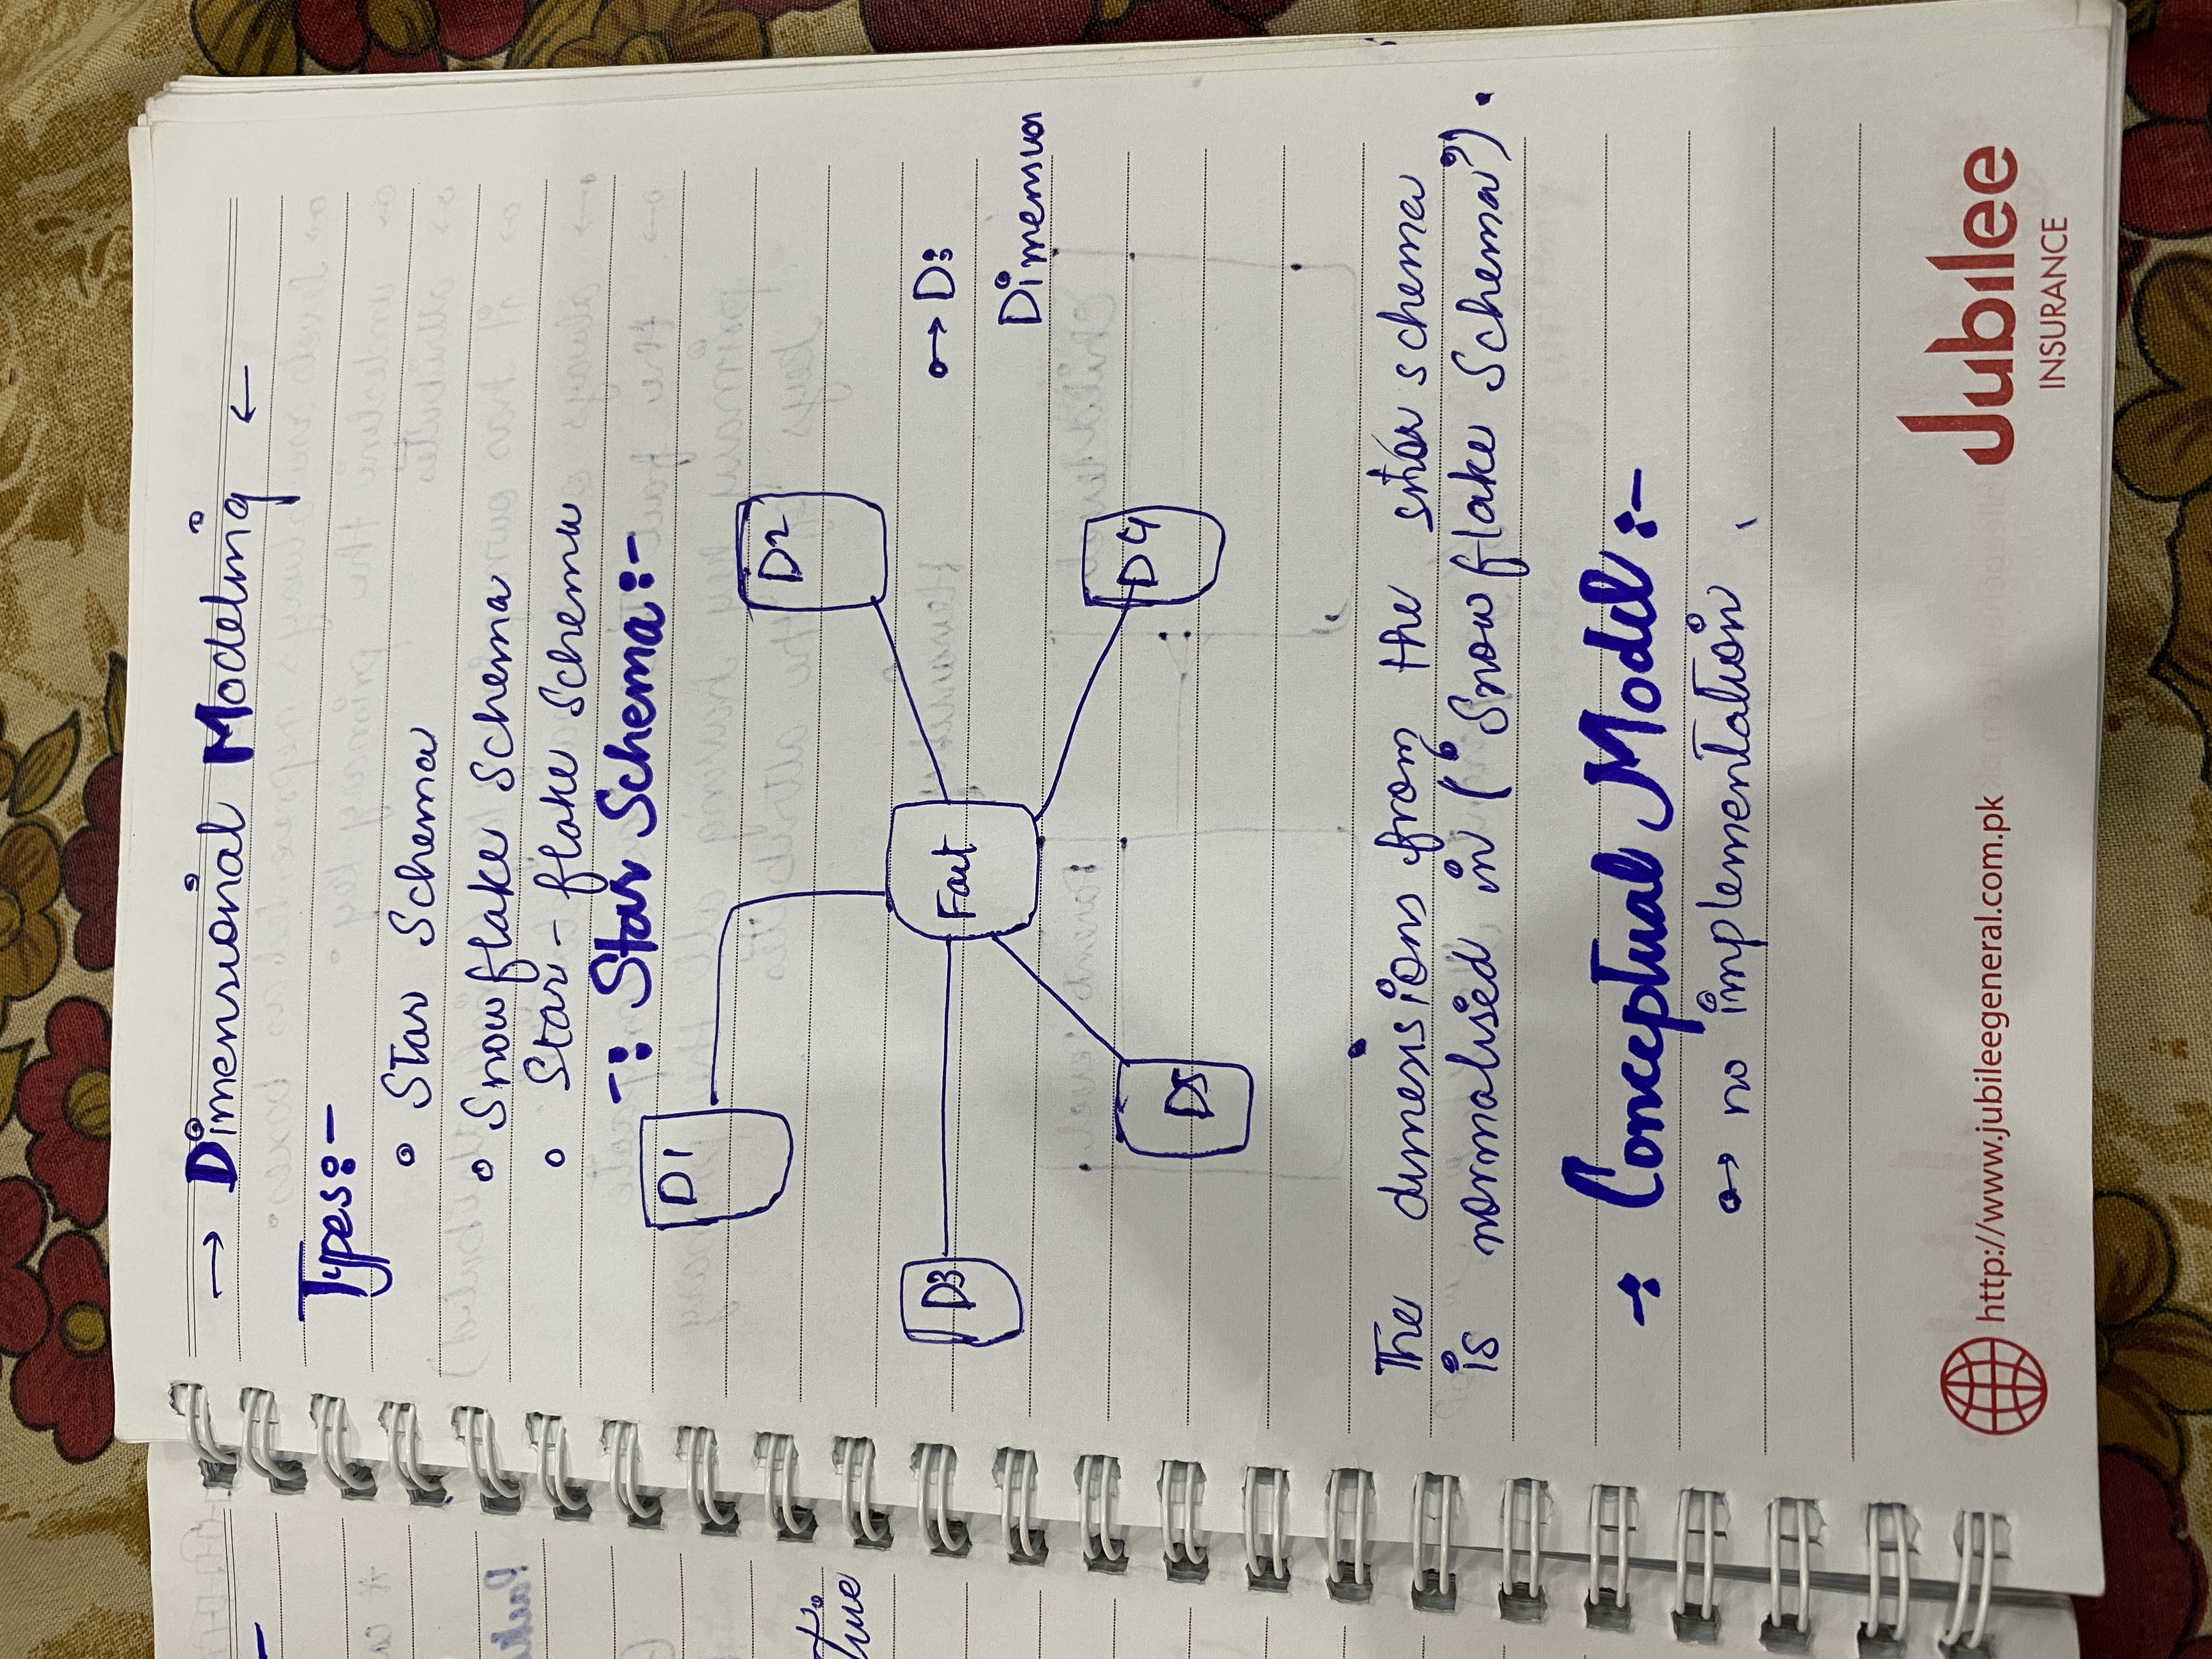 → Dimensional Modeling ←
Types:-
° Star Schema
° Snowflake Schema
° Star-flake Schema
-: Star Schema:-
D1
D2
D3
Fact
→ D:
Dimension
D4
D5
The dimensions from the star schema
is normalised in ("Snowflake Schema").
-: Conceptual Model :-
→ no implementation
http://www.jubileegeneral.com.pk
Jubilee
INSURANCE